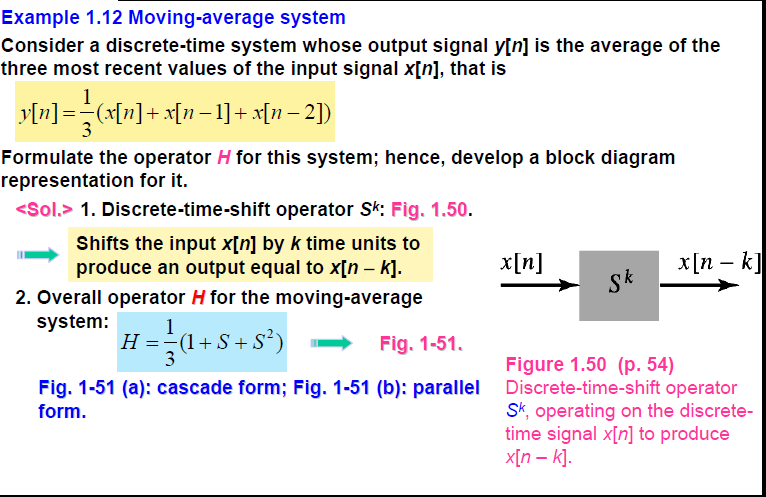 Example 1.12 Moving-average system
Consider a discrete-time system whose output signal y[n] is the average of the
three most recent values of the input signal x[n], that is
y[n] = 1/3 (x[n] + x[n − 1] + x[n − 2])
Formulate the operator H for this system; hence, develop a block diagram
representation for it.
<Sol.> 1. Discrete-time-shift operator S^k: Fig. 1.50.
Shifts the input x[n] by k time units to
produce an output equal to x[n – k].
2. Overall operator H for the moving-average
system:
H = 1/3 (1 + S + S²)
Fig. 1-51.
Fig. 1-51 (a): cascade form; Fig. 1-51 (b): parallel
form.
x[n]
S^k
x[n – k]
Figure 1.50 (p. 54)
Discrete-time-shift operator
S^k, operating on the discrete-
time signal x[n] to produce
x[n – k].